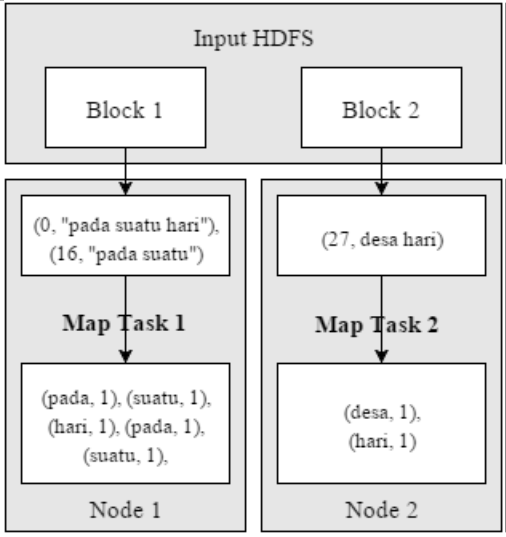 Input HDFS
Block 1
Block 2
(0, "pada suatu hari"),
(16, "pada suatu")
(27, desa hari)
Map Task 1
Map Task 2
(pada, 1), (suatu, 1),
(hari, 1), (pada, 1),
(suatu, 1),
(desa, 1),
(hari, 1)
Node 1
Node 2